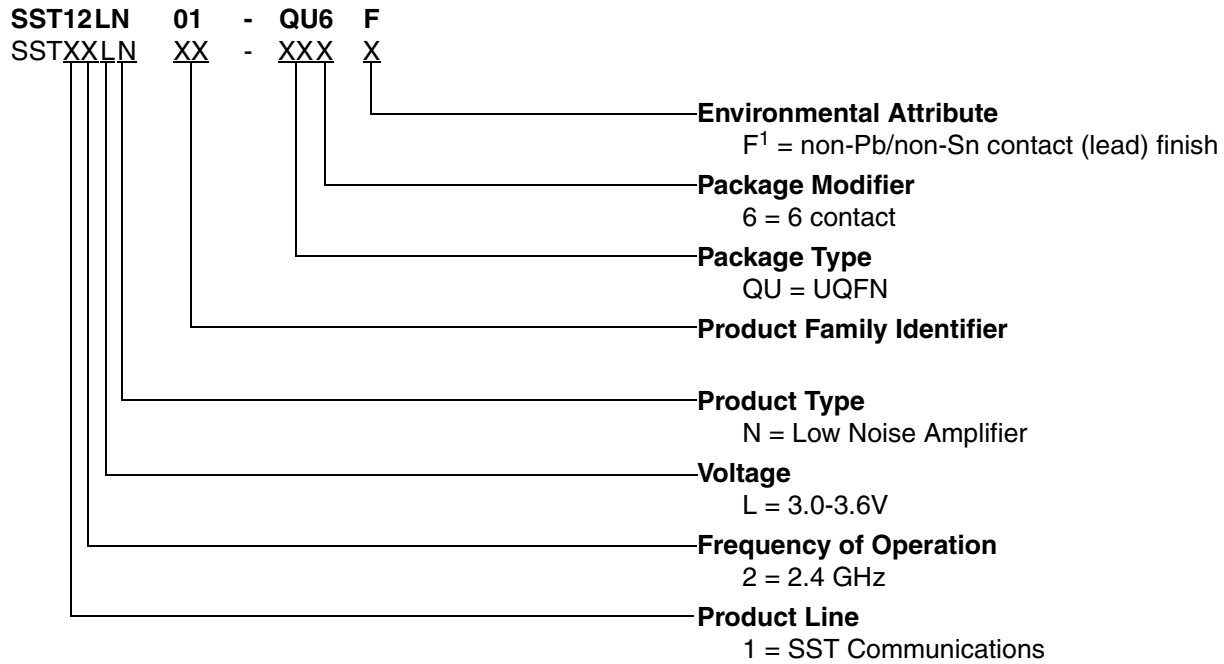 SST12LN 01 - QU6 F
SSTXXLN XX - XXX X
Environmental Attribute
F1 = non-Pb/non-Sn contact (lead) finish
Package Modifier
6 = 6 contact
Package Type
QU = UQFN
Product Family Identifier
Product Type
N = Low Noise Amplifier
Voltage
L = 3.0-3.6V
Frequency of Operation
2 = 2.4 GHz
Product Line
1 = SST Communications